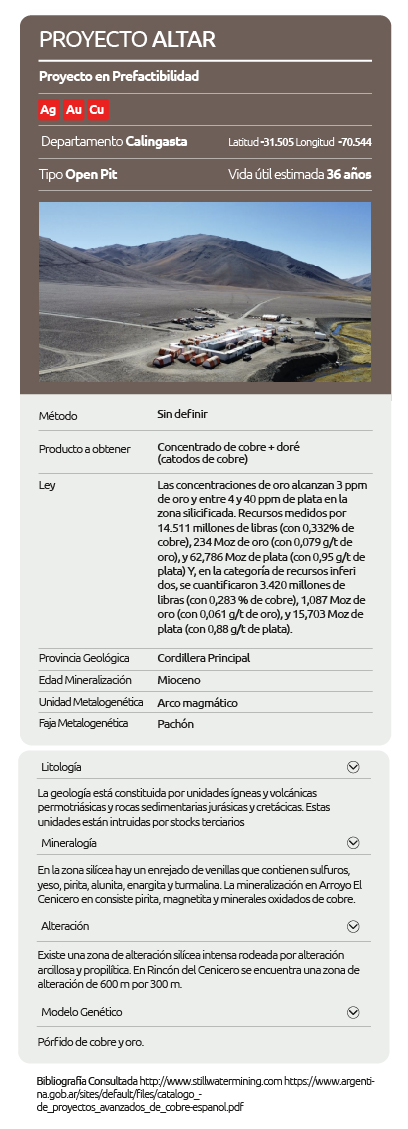 PROYECTO ALTAR
Proyecto en Prefactibilidad
Ag Au Cu
Departamento Calingasta Latitud -31.505 Longitud -70.544
Tipo Open Pit Vida útil estimada 36 años
Método Sin definir
Producto a obtener Concentrado de cobre + doré
(catodos de cobre)
Ley Las concentraciones de oro alcanzan 3 ppm
de oro y entre 4 y 40 ppm de plata en la
zona silicificada. Recursos medidos por
14.511 millones de libras (con 0,332% de
cobre), 234 Moz de oro (con 0,079 g/t de
oro), y 62,786 Moz de plata (con 0,95 g/t de
plata) Y, en la categoría de recursos inferi
dos, se cuantificaron 3.420 millones de
libras (con 0,283 % de cobre), 1,087 Moz de
oro (con 0,061 g/t de oro), y 15,703 Moz de
plata (con 0,88 g/t de plata).
Provincia Geológica Cordillera Principal
Edad Mineralización Mioceno
Unidad Metalogenética Arco magmático
Faja Metalogenética Pachón
Litología
La geología está constituida por unidades ígneas y volcánicas
permotriásicas y rocas sedimentarias jurásicas y cretácicas. Estas
unidades están intruidas por stocks terciarios
Mineralogía
En la zona silícea hay un enrejado de venillas que contienen sulfuros,
yeso, pirita, alunita, enargita y turmalina. La mineralización en Arroyo El
Cenicero en consiste pirita, magnetita y minerales oxidados de cobre.
Alteración
Existe una zona de alteración silícea intensa rodeada por alteración
arcillosa y propilítica. En Rincón del Cenicero se encuentra una zona de
alteración de 600 m por 300 m.
Modelo Genético
Pórfido de cobre y oro.
Bibliografía Consultada http://www.stillwatermining.com https://www.argenti-
na.gob.ar/sites/default/files/catalogo_-
de_proyectos_avanzados_de_cobre-espanol.pdf